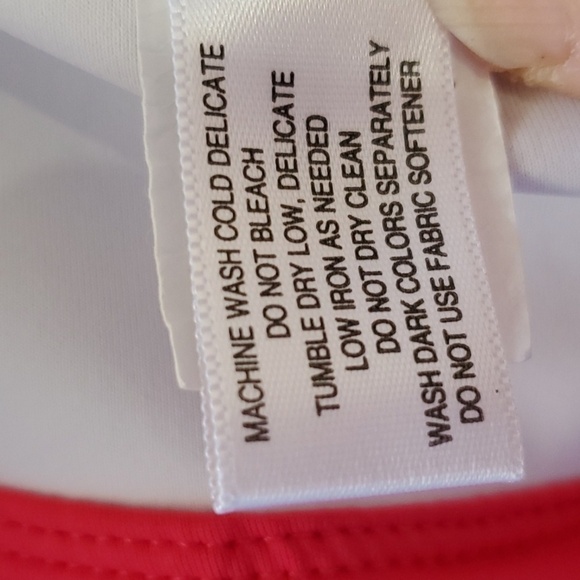 MACHINE WASH COLD DELICATE
DO NOT BLEACH
TUMBLE DRY LOW, DELICATE
LOW IRON AS NEEDED
DO NOT DRY CLEAN
WASH DARK COLORS SEPARATELY
DO NOT USE FABRIC SOFTENER